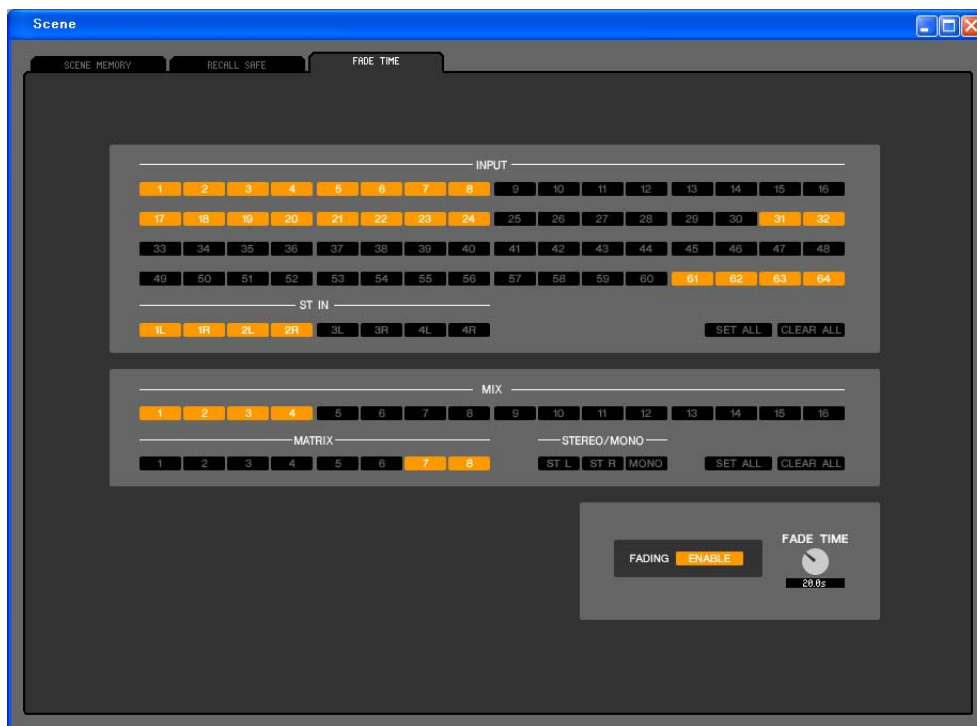 Scene
SCENE MEMORY RECALL SAFE FADE TIME
INPUT
1 2 3 4 5 6 7 8 9 10 11 12 13 14 15 16
17 18 19 20 21 22 23 24 25 26 27 28 29 30 31 32
33 34 35 36 37 38 39 40 41 42 43 44 45 46 47 48
49 50 51 52 53 54 55 56 57 58 59 60 61 62 63 64
ST IN
1L 1R 2L 2R 3L 3R 4L 4R SET ALL CLEAR ALL
MIX
1 2 3 4 5 6 7 8 9 10 11 12 13 14 15 16
MATRIX STEREO/MONO
1 2 3 4 5 6 7 8 ST L ST R MONO SET ALL CLEAR ALL
FADE TIME
FADING ENABLE
20.0s